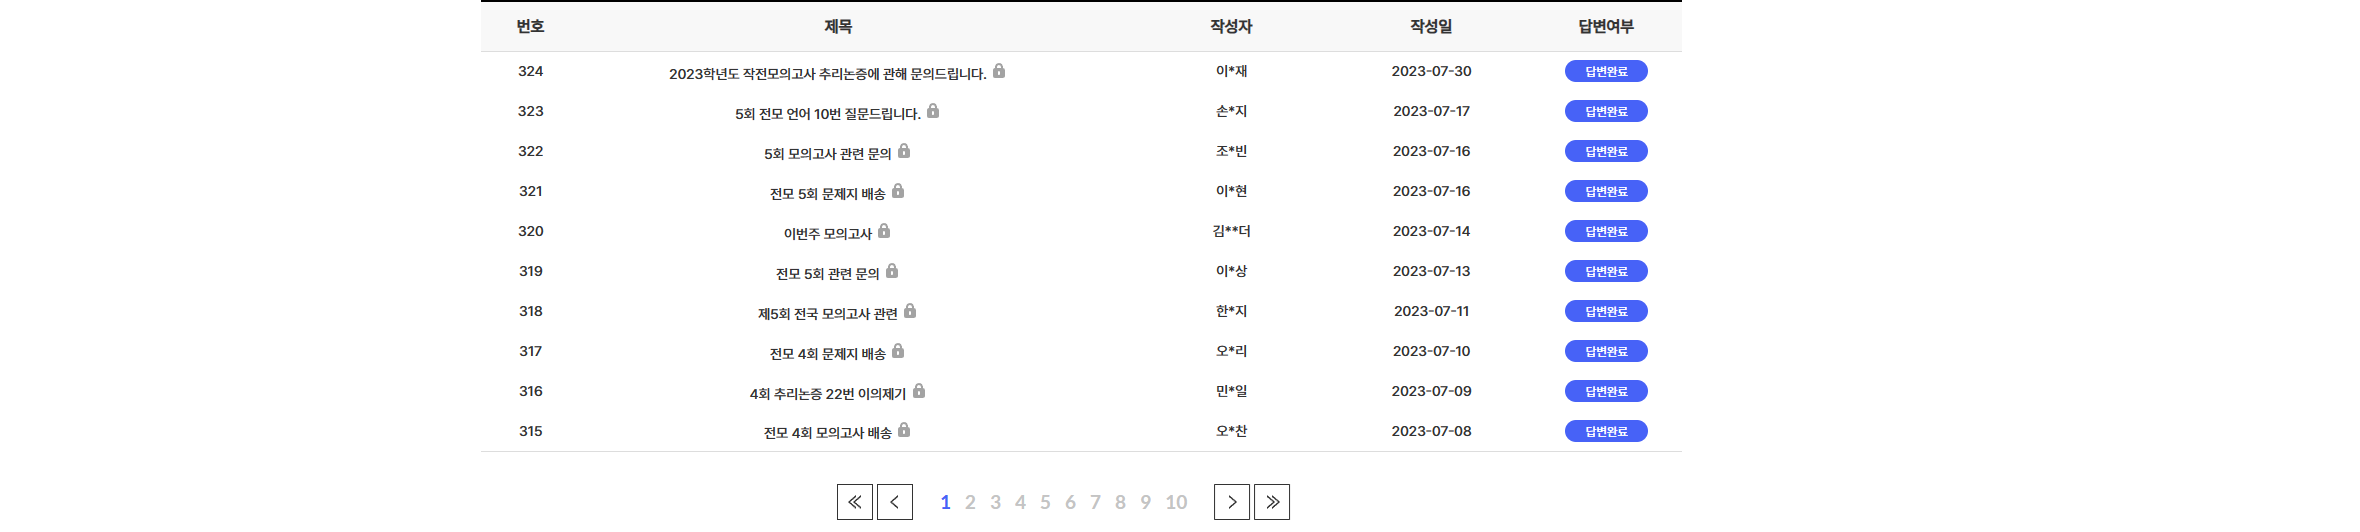 번호 제목 작성자 작성일 답변여부
324 2023학년도 작전모의고사 추리논증에 관해 문의드립니다. 이*재 2023-07-30 답변완료
323 5회 전모 언어 10번 질문드립니다. 손*지 2023-07-17 답변완료
322 5회 모의고사 관련 문의 조*빈 2023-07-16 답변완료
321 전모 5회 문제지 배송 이*현 2023-07-16 답변완료
320 이번주 모의고사 김**더 2023-07-14 답변완료
319 전모 5회 관련 문의 이*상 2023-07-13 답변완료
318 제5회 전국 모의고사 관련 한*지 2023-07-11 답변완료
317 전모 4회 문제지 배송 오*리 2023-07-10 답변완료
316 4회 추리논증 22번 이의제기 민*일 2023-07-09 답변완료
315 전모 4회 모의고사 배송 오*찬 2023-07-08 답변완료
1 2 3 4 5 6 7 8 9 10